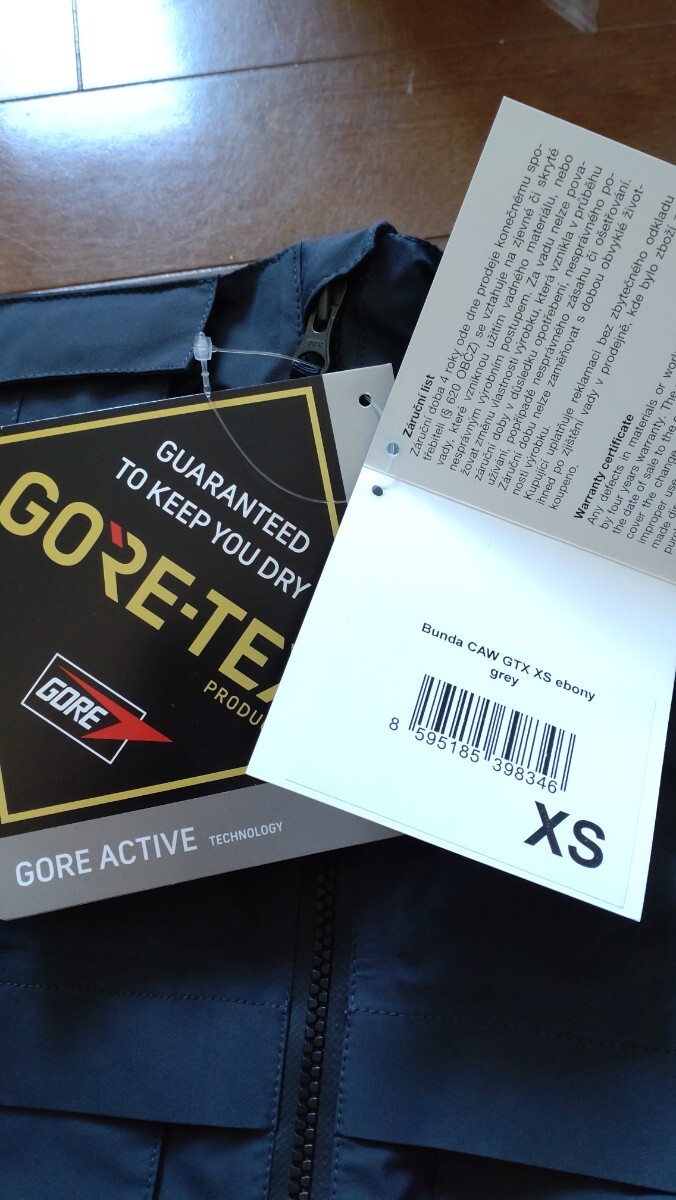 GUARANTEED
TO KEEP YOU DRY
GORE-TEX
PRODU
GORE
GORE ACTIVE TECHNOLOGY
Záruční list
Záruční doba 4 roky ode dne prodeje konečnému spo-
třebiteli (§ 620 OBCZ) se vztahuje na zjevné či skryté
vady, které vzniknou užitím vadného materiálu, nebo
nesprávným výrobním postupem. Za vadu nelze pova-
žovat změnu vlastnosti výrobku, která vznikla v průběhu
záruční doby v důsledku opotřebení, nesprávného po-
užívání, popřípadě nesprávného zásahu či ošetřování.
Záruční dobu nelze zaměňovat s dobou obvyklé život-
nosti výrobku.
Kupující uplatňuje reklamaci bez zbytečného odkladu
ihned po zjištění vady v prodejně, kde bylo zboží
koupeno.
Warranty certificate
Any defects in materials or
by four years warranty. The
the date of sale to the
cover the change
improper use
made
Bunda CAW GTX XS ebony
grey
8 595185 398346
XS